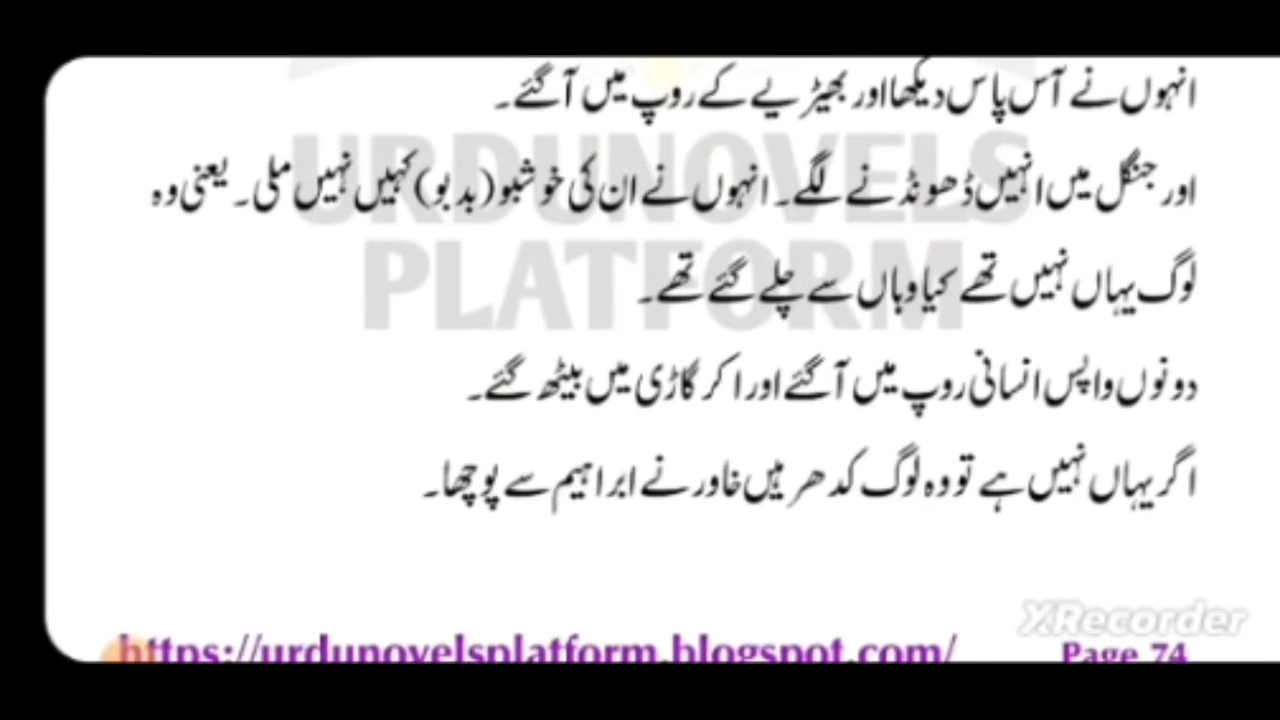 انہوں نے آس پاس دیکھا اور بھیڑیے کے روپ میں آ گئے۔
اور جنگل میں انہیں ڈھونڈنے لگے۔ انہوں نے ان کی خوشبو (بدبو) کہیں نہیں ملی۔ یعنی وہ
لوگ یہاں نہیں تھے کیا وہاں سے چلے گئے تھے۔
دونوں واپس انسانی روپ میں آ گئے اور اکر گاڑی میں بیٹھ گئے۔
اگر یہاں نہیں ہے تو وہ لوگ کدھر ہیں خاور نے ابراہیم سے پوچھا۔
URDUNOVELS
PLATFORM
XRecorder
https://urdunovelsplatform.blogspot.com/ Page 74